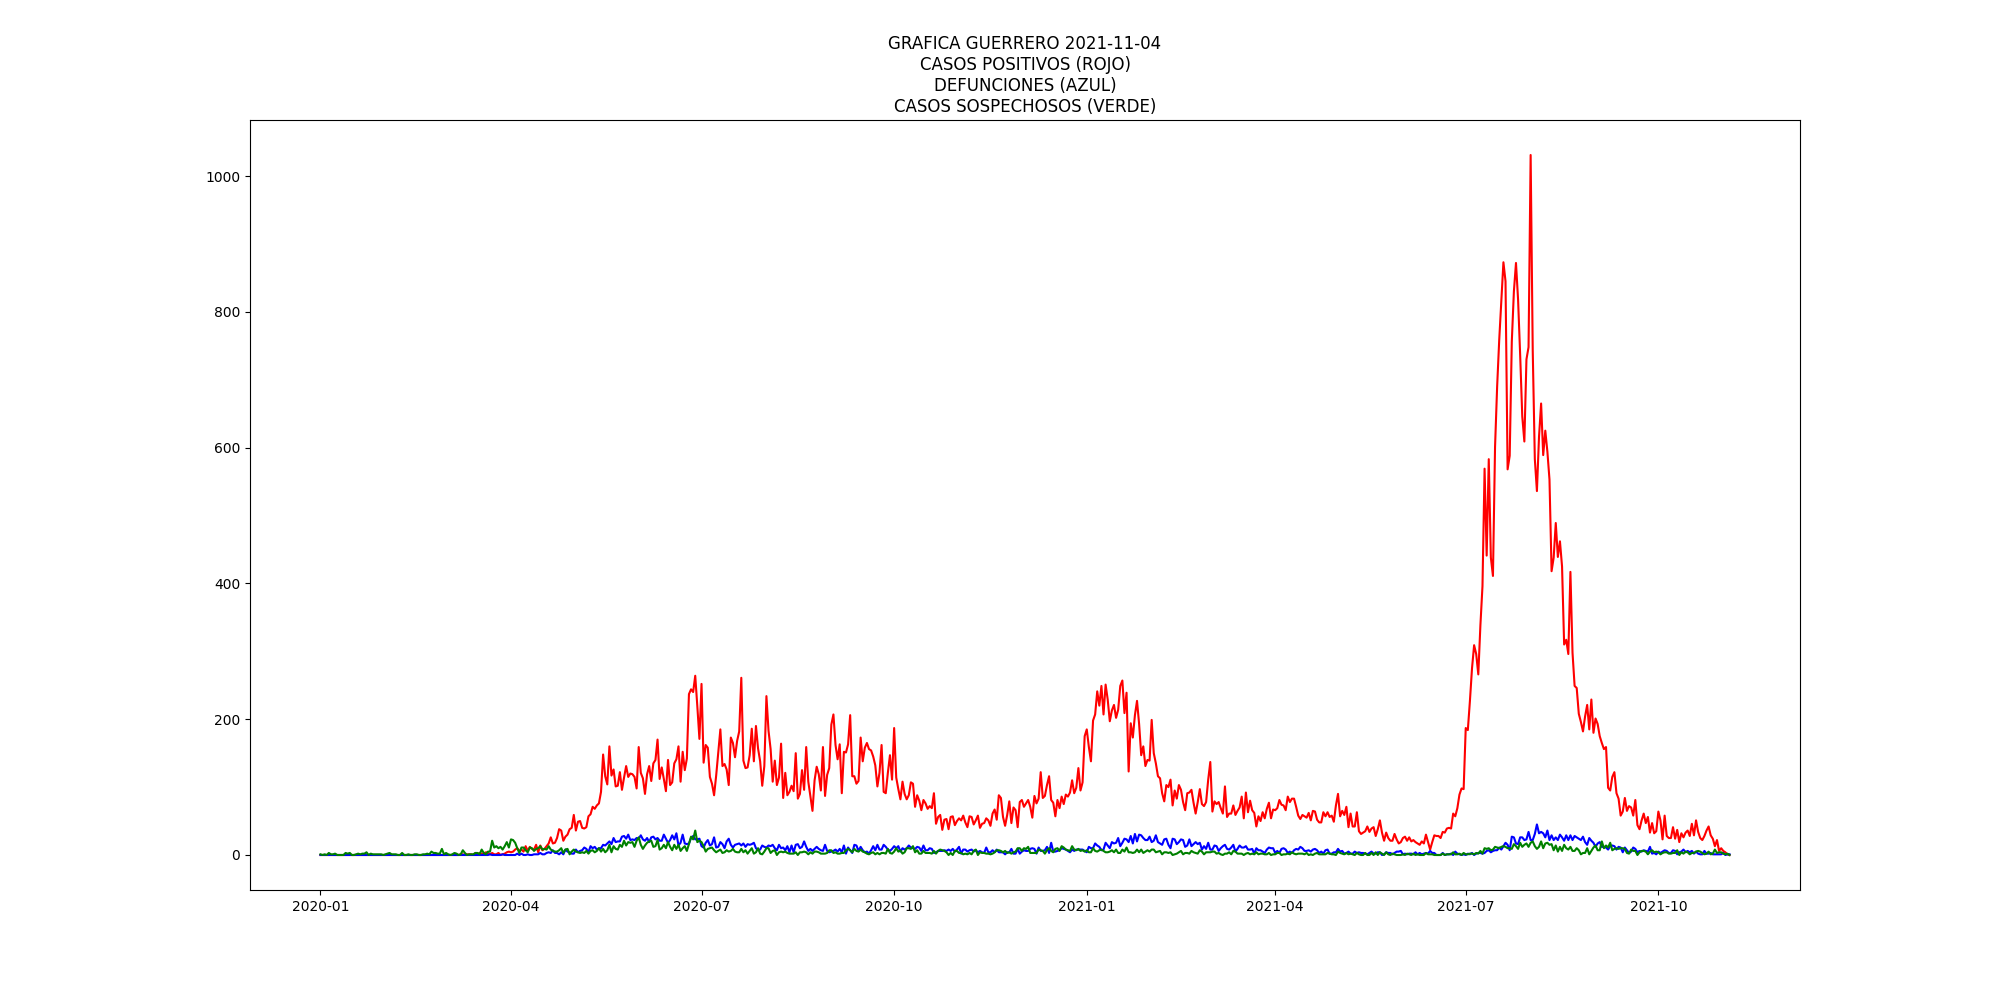 GRAFICA GUERRERO 2021-11-04
CASOS POSITIVOS (ROJO)
DEFUNCIONES (AZUL)
CASOS SOSPECHOSOS (VERDE)
1000
800
600
400
200
0
2020-01 2020-04 2020-07 2020-10 2021-01 2021-04 2021-07 2021-10